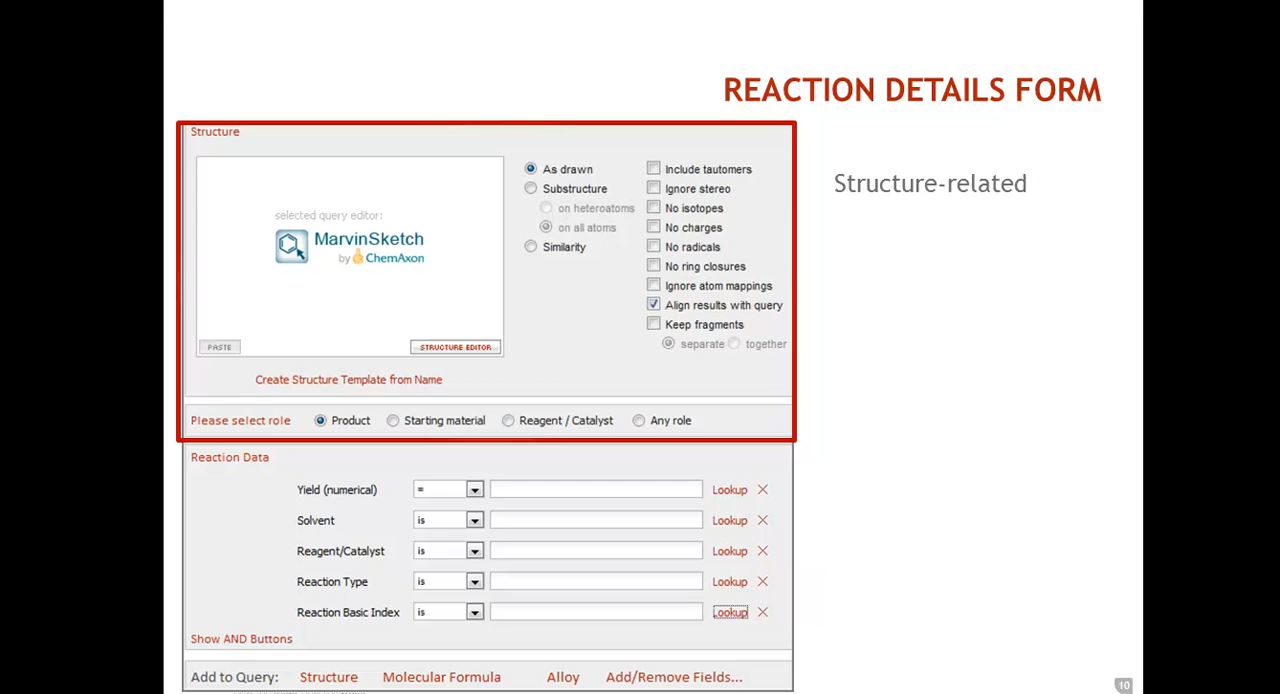 REACTION DETAILS FORM
Structure
Structure-related
selected query editor:
MarvinSketch
by ChemAxon
PASTE
STRUCTURE EDITOR
As drawn
Substructure
on heteroatoms
on all atoms
Similarity
Include tautomers
Ignore stereo
No isotopes
No charges
No radicals
No ring closures
Ignore atom mappings
Align results with query
Keep fragments
separate together
Create Structure Template from Name
Please select role Product Starting material Reagent / Catalyst Any role
Reaction Data
Yield (numerical) = Lookup
Solvent is Lookup
Reagent/Catalyst is Lookup
Reaction Type is Lookup
Reaction Basic Index is Lookup
Show AND Buttons
Add to Query: Structure Molecular Formula Alloy Add/Remove Fields...
10